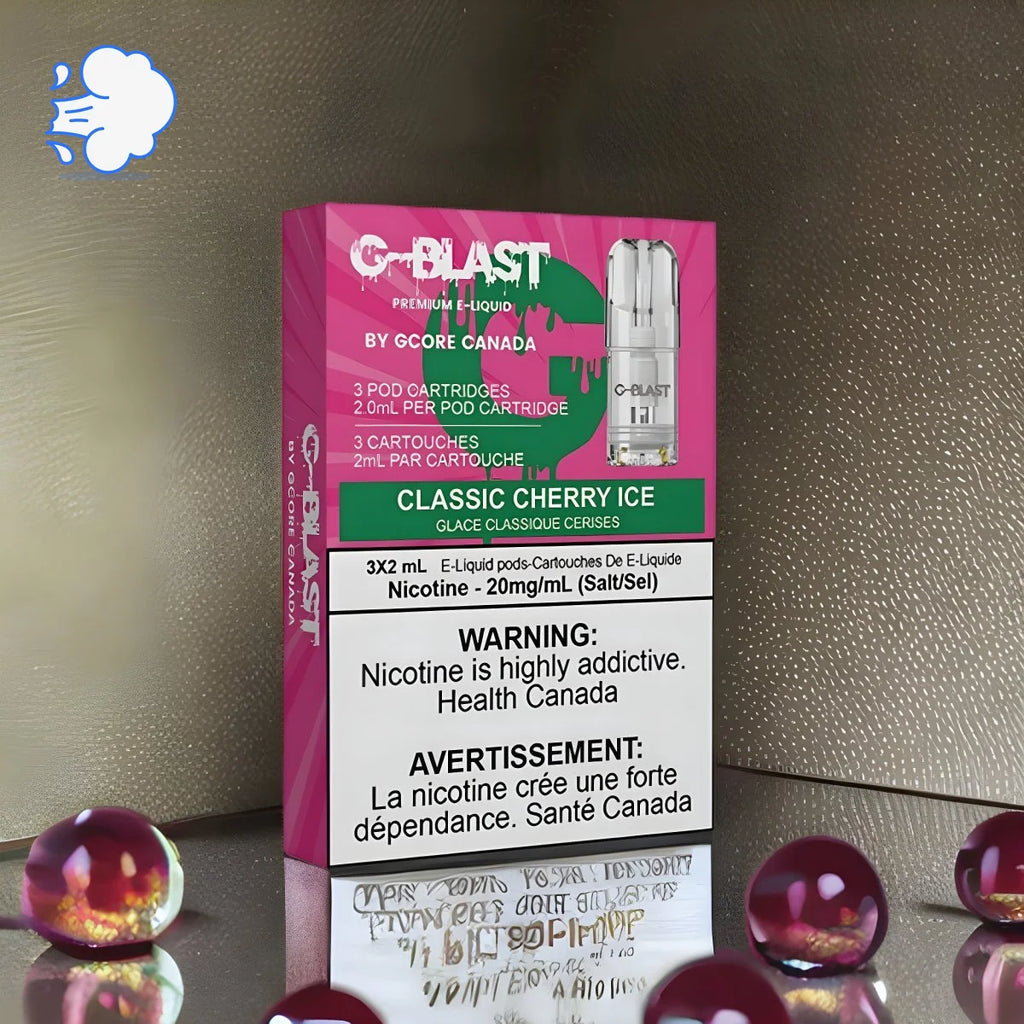 G-BLAST
PREMIUM E-LIQUID
BY GCORE CANADA
3 POD CARTRIDGES
2.0mL PER POD CARTRIDGE
3 CARTOUCHES
2mL PAR CARTOUCHE
G-BLAST
CLASSIC CHERRY ICE
GLACE CLASSIQUE CERISES
3X2 mL E-Liquid pods-Cartouches De E-Liquide
Nicotine - 20mg/mL (Salt/Sel)
WARNING:
Nicotine is highly addictive.
Health Canada
AVERTISSEMENT:
La nicotine crée une forte
dépendance. Santé Canada
G-BLAST
BY GCORE CANADA